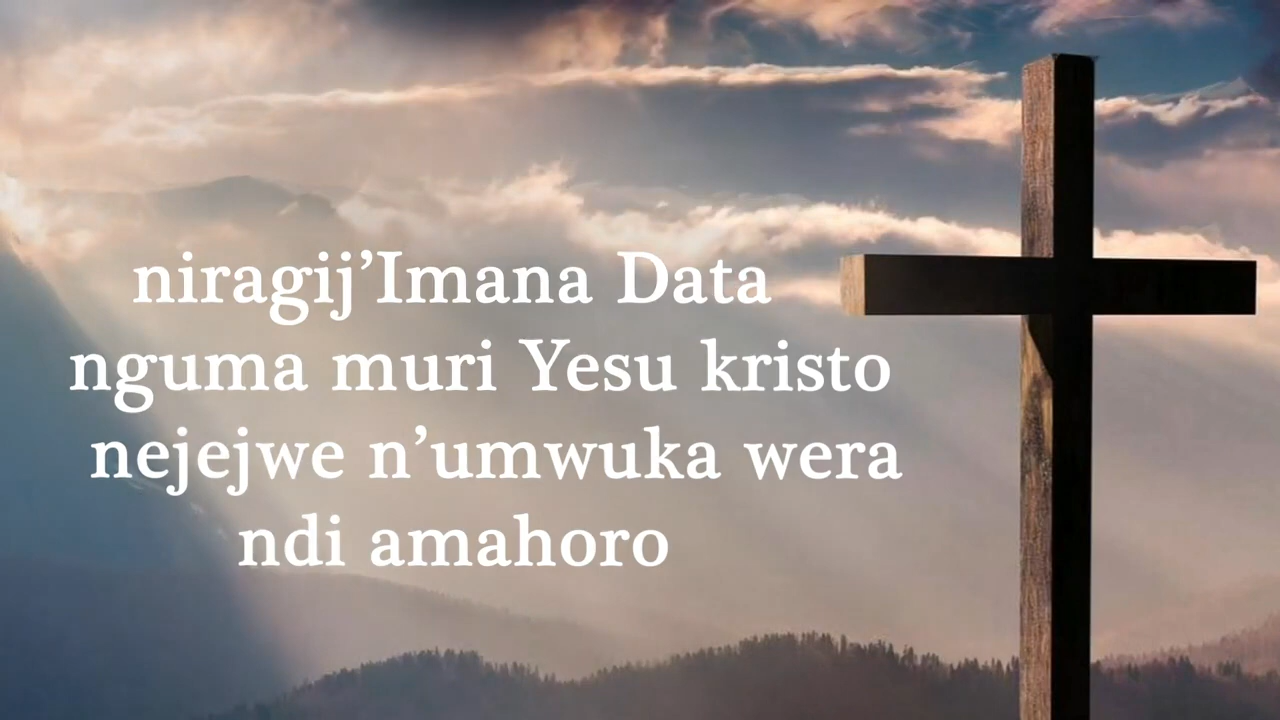 niragij’Imana Data
nguma muri Yesu kristo
nejejwe n’umwuka wera
ndi amahoro